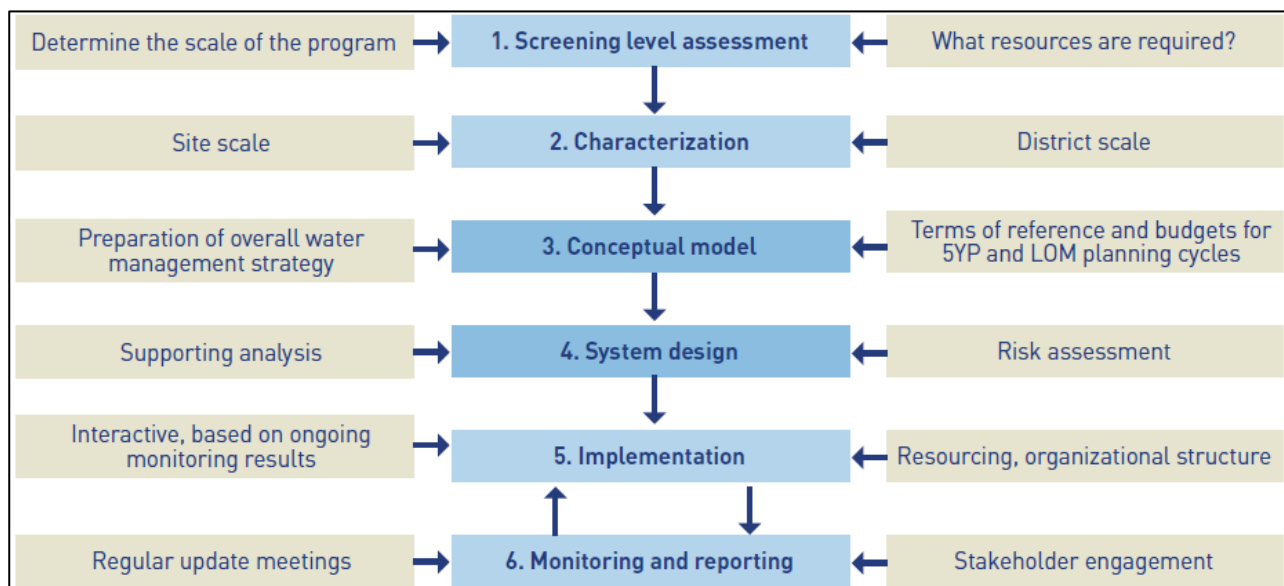 Determine the scale of the program
1. Screening level assessment
What resources are required?
Site scale
2. Characterization
District scale
Preparation of overall water
management strategy
3. Conceptual model
Terms of reference and budgets for
5YP and LOM planning cycles
Supporting analysis
4. System design
Risk assessment
Interactive, based on ongoing
monitoring results
5. Implementation
Resourcing, organizational structure
Regular update meetings
6. Monitoring and reporting
Stakeholder engagement